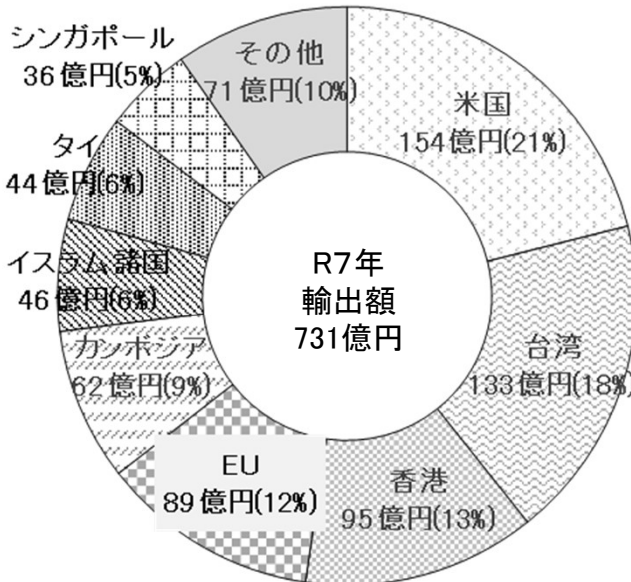 R7年
輸出額
731億円
米国
154億円(21%)
台湾
133億円(18%)
香港
95億円(13%)
EU
89億円(12%)
カンボジア
62億円(9%)
イスラム諸国
46億円(6%)
タイ
44億円(6%)
シンガポール
36億円(5%)
その他
71億円(10%)